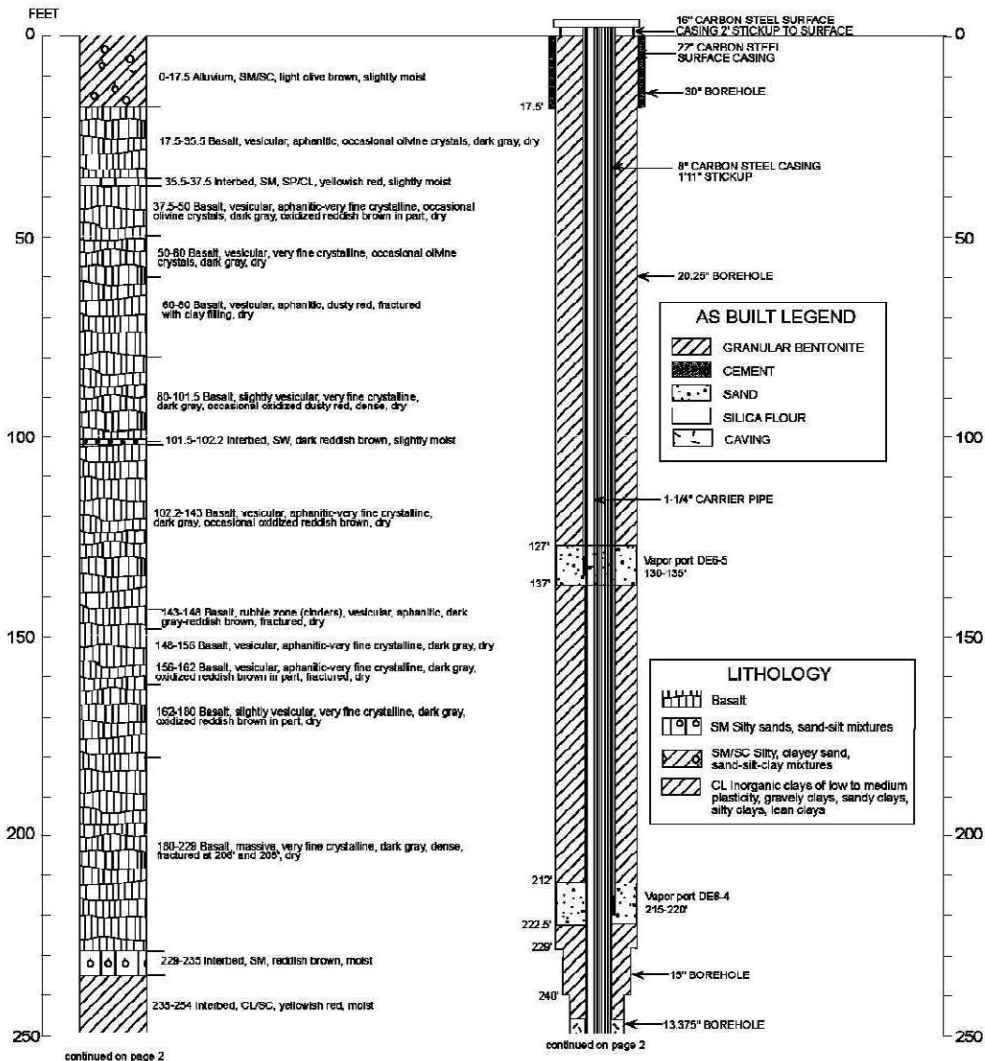 FEET
0
50
100
150
200
250
0-17.5 Alluvium, SM/SC, light olive brown, slightly moist
17.5-35.5 Basalt, vesicular, aphanitic, occasional olivine crystals, dark gray, dry
35.5-37.5 Interbed, SM, SP/CL, yellowish red, slightly moist
37.5-50 Basalt, vesicular, aphanitic-very fine crystalline, occasional
olivine crystals, dark gray, oxidized reddish brown in part, dry
50-60 Basalt, vesicular, very fine crystalline, occasional olivine
crystals, dark gray, dry
60-80 Basalt, vesicular, aphanitic, dusty red, fractured
with clay filling, dry
80-101.5 Basalt, slightly vesicular, very fine crystalline,
dark gray, occasional oxidized dusty red, dense, dry
101.5-102.2 Interbed, SW, dark reddish brown, slightly moist
102.2-143 Basalt, vesicular, aphanitic-very fine crystalline,
dark gray, occasional oxidized reddish brown, dry
143-148 Basalt, rubble zone (cinders), vesicular, aphanitic, dark
gray-reddish brown, fractured, dry
148-156 Basalt, vesicular, aphanitic-very fine crystalline, dark gray, dry
156-162 Basalt, vesicular, aphanitic-very fine crystalline, dark gray,
oxidized reddish brown in part, fractured, dry
162-180 Basalt, slightly vesicular, very fine crystalline, dark gray,
oxidized reddish brown in part, dry
180-229 Basalt, massive, very fine crystalline, dark gray, dense,
fractured at 206' and 208', dry
229-235 Interbed, SM, reddish brown, moist
235-254 Interbed, CL/SC, yellowish red, moist
continued on page 2
17.5'
127'
137'
212'
222.5'
229'
240'
16" CARBON STEEL SURFACE
CASING 2' STICKUP TO SURFACE
22" CARBON STEEL
SURFACE CASING
30" BOREHOLE
8" CARBON STEEL CASING
1'11" STICKUP
20.25" BOREHOLE
AS BUILT LEGEND
GRANULAR BENTONITE
CEMENT
SAND
SILICA FLOUR
CAVING
1-1/4" CARRIER PIPE
Vapor port DE6-5
130-135'
LITHOLOGY
Basalt
SM Silty sands, sand-silt mixtures
SM/SC Silty, clayey sand,
sand-silt-clay mixtures
CL Inorganic clays of low to medium
plasticity, gravely clays, sandy clays,
silty clays, lean clays
Vapor port DE6-4
215-220'
15" BOREHOLE
13.375" BOREHOLE
continued on page 2
0
50
100
150
200
250